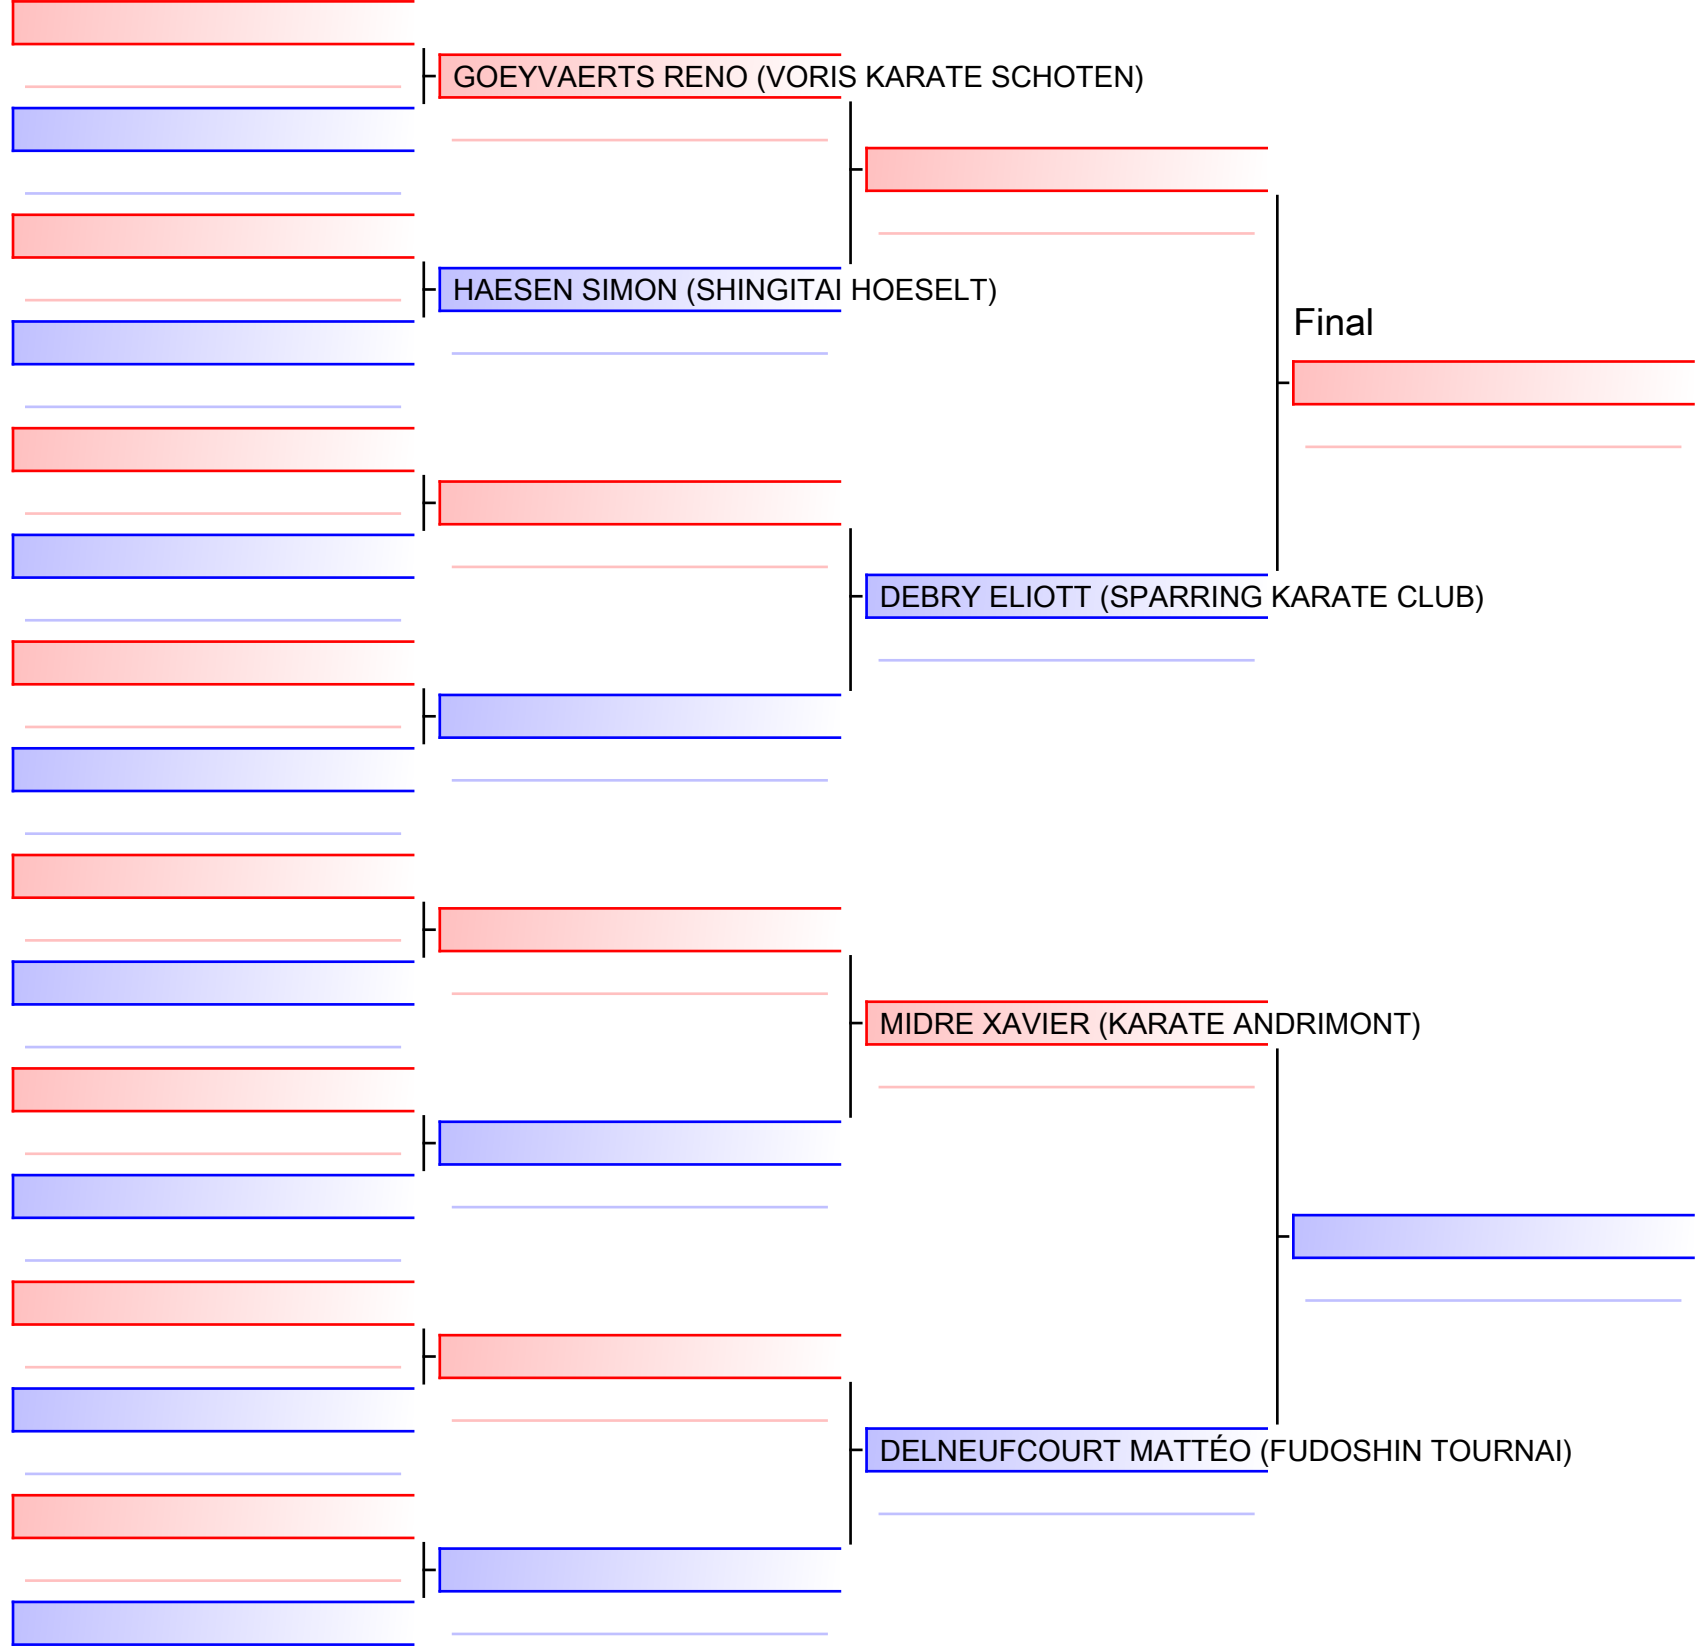 GOEYVAERTS RENO (VORIS KARATE SCHOTEN)
HAESEN SIMON (SHINGITAI HOESELT)
Final
DEBRY ELIOTT (SPARRING KARATE CLUB)
MIDRE XAVIER (KARATE ANDRIMONT)
DELNEUFCOURT MATTÉO (FUDOSHIN TOURNAI)